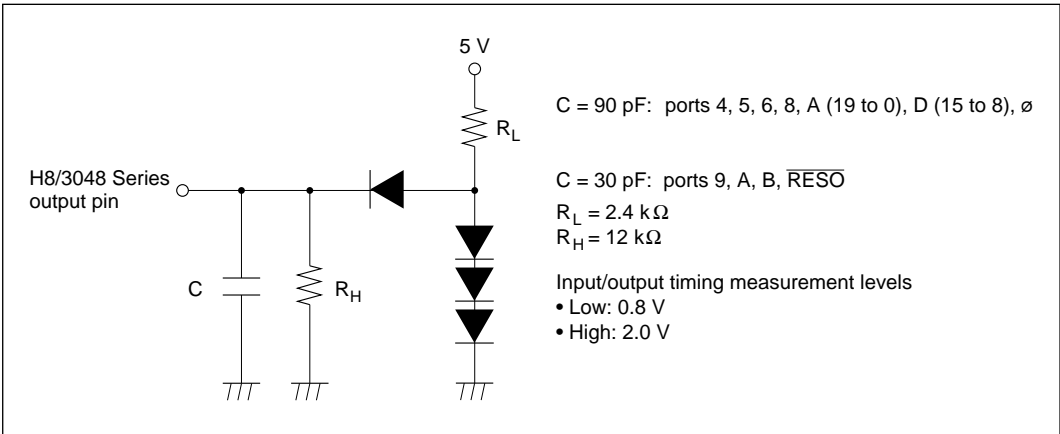 5 V
R_L
H8/3048 Series
output pin
C
R_H
C = 90 pF: ports 4, 5, 6, 8, A (19 to 0), D (15 to 8), ø
C = 30 pF: ports 9, A, B, R̅E̅S̅O̅
R_L = 2.4 kΩ
R_H = 12 kΩ
Input/output timing measurement levels
• Low: 0.8 V
• High: 2.0 V